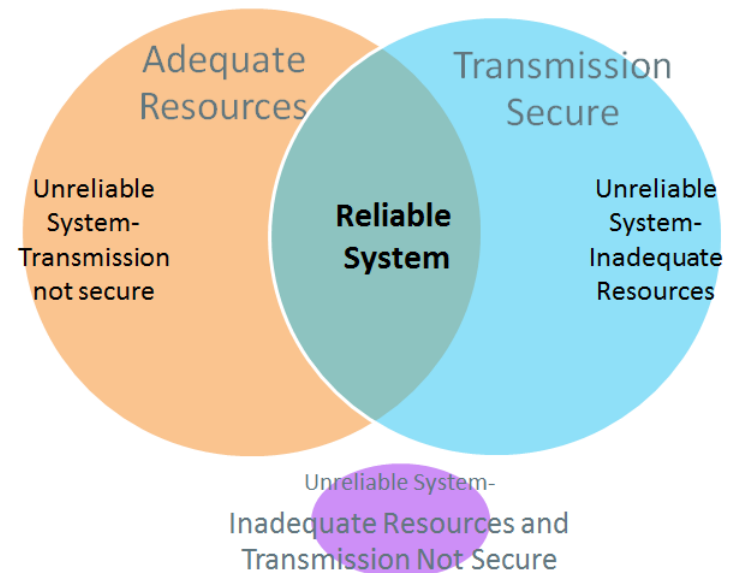 Adequate
Resources
Transmission
Secure
Unreliable
System-
Transmission
not secure
Reliable
System
Unreliable
System-
Inadequate
Resources
Unreliable System-
Inadequate Resources and
Transmission Not Secure